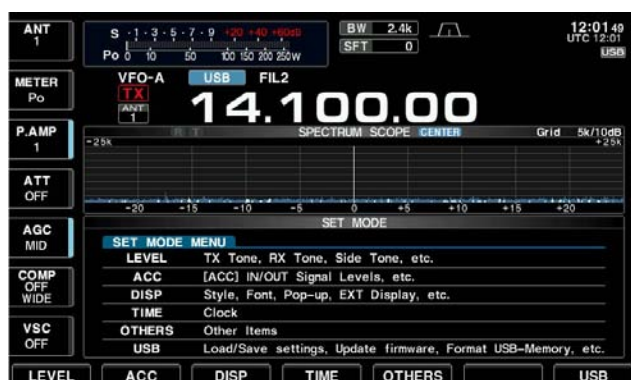 ANT
1
S 1 3 5 7 9 +20 +40 +60dB
Po 0 10 50 100 150 200 250W
BW 2.4k
SFT 0
12:01 49
UTC 12:01
USB
METER
Po
VFO-A USB FIL2
TX
ANT
1
14.100.00
P.AMP
1
R T SPECTRUM SCOPE CENTER Grid 5k/10dB
-25k +25k
ATT
OFF
-20 -15 -10 -5 0 +5 +10 +15 +20
AGC
MID
SET MODE
SET MODE MENU
LEVEL TX Tone, RX Tone, Side Tone, etc.
ACC [ACC] IN/OUT Signal Levels, etc.
COMP
OFF
WIDE
DISP Style, Font, Pop-up, EXT Display, etc.
TIME Clock
VSC
OFF
OTHERS Other Items
USB Load/Save settings, Update firmware, Format USB-Memory, etc.
LEVEL ACC DISP TIME OTHERS USB